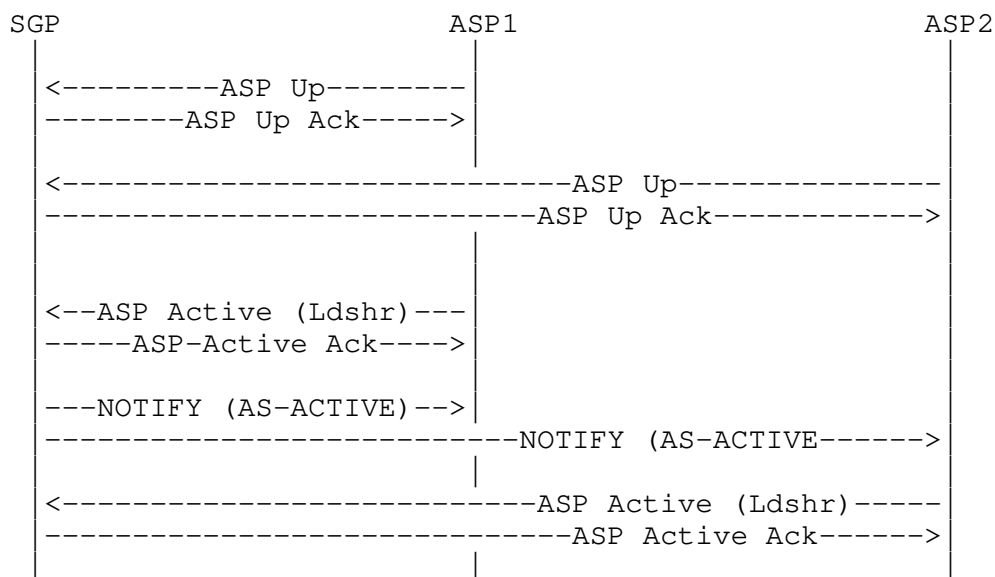 SGP ASP1 ASP2
| | |
|<---------ASP Up--------| |
|--------ASP Up Ack----->| |
| | |
|<-----------------------------ASP Up---------------|
|----------------------------ASP Up Ack------------>|
| | |
| | |
|<--ASP Active (Ldshr)---| |
|-----ASP-Active Ack---->| |
| | |
|---NOTIFY (AS-ACTIVE)-->| |
|---------------------------NOTIFY (AS-ACTIVE------>|
| | |
|<---------------------------ASP Active (Ldshr)-----|
|------------------------------ASP Active Ack------>|
| | |